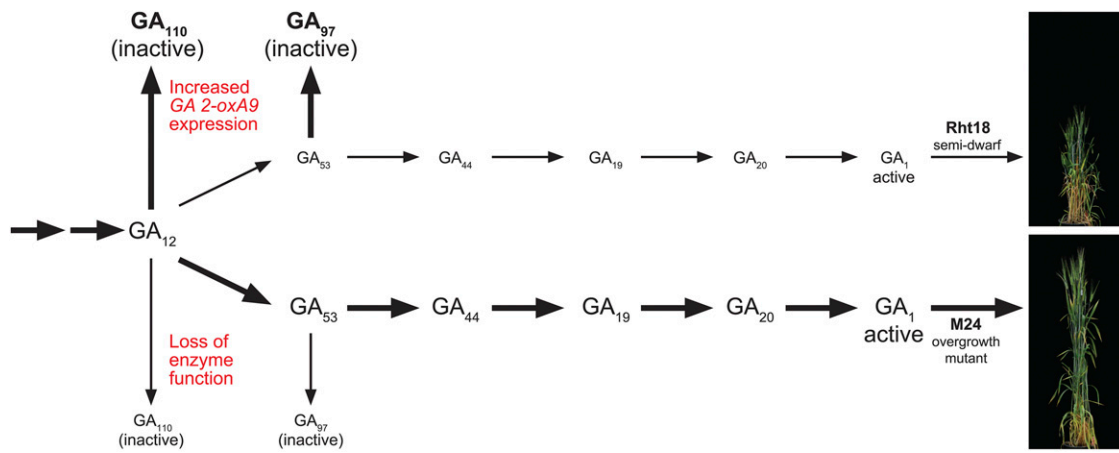 GA110
(inactive)
GA97
(inactive)
Increased
GA 2-oxA9
expression
GA53
GA44
GA19
GA20
GA1
active
Rht18
semi-dwarf
GA12
GA53
GA44
GA19
GA20
GA1
active
M24
overgrowth
mutant
Loss of
enzyme
function
GA110
(inactive)
GA97
(inactive)